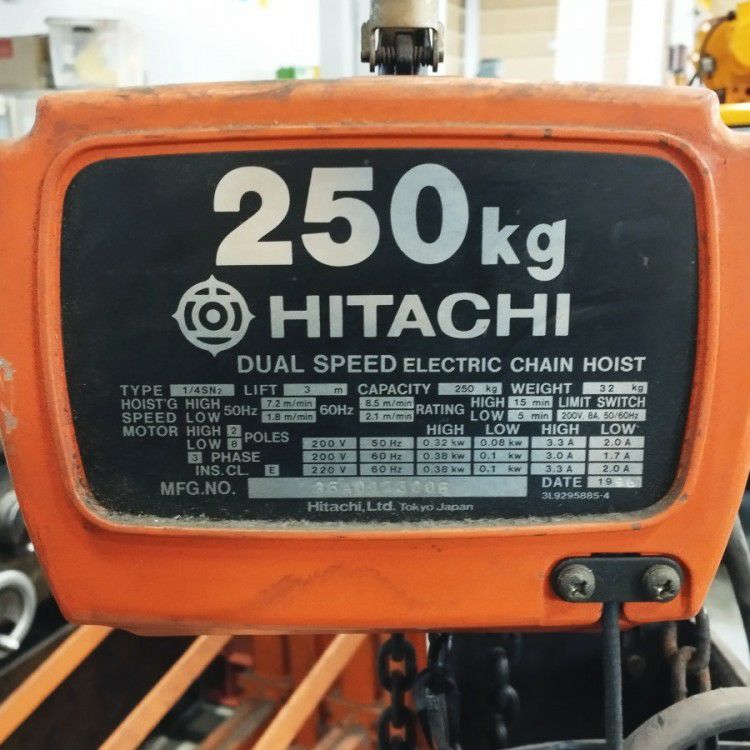 250kg
HITACHI
DUAL SPEED ELECTRIC CHAIN HOIST
TYPE 1/4SN2 LIFT 3 m CAPACITY 250 kg WEIGHT 32 kg
HOIST'G HIGH 50Hz 7.2 m/min 60Hz 8.5 m/min RATING HIGH 15 min LIMIT SWITCH
SPEED LOW 1.8 m/min 2.1 m/min LOW 5 min 200V, 8A, 50/60Hz
MOTOR HIGH 2 POLES HIGH LOW HIGH LOW
LOW 8 200 V 50 Hz 0.32 kw 0.08 kw 3.3 A 2.0 A
3 PHASE 200 V 60 Hz 0.38 kw 0.1 kw 3.0 A 1.7 A
INS.CL. E 220 V 60 Hz 0.38 kw 0.1 kw 3.3 A 2.0 A
MFG.NO. DATE
3L9295885-4
Hitachi, Ltd. Tokyo Japan